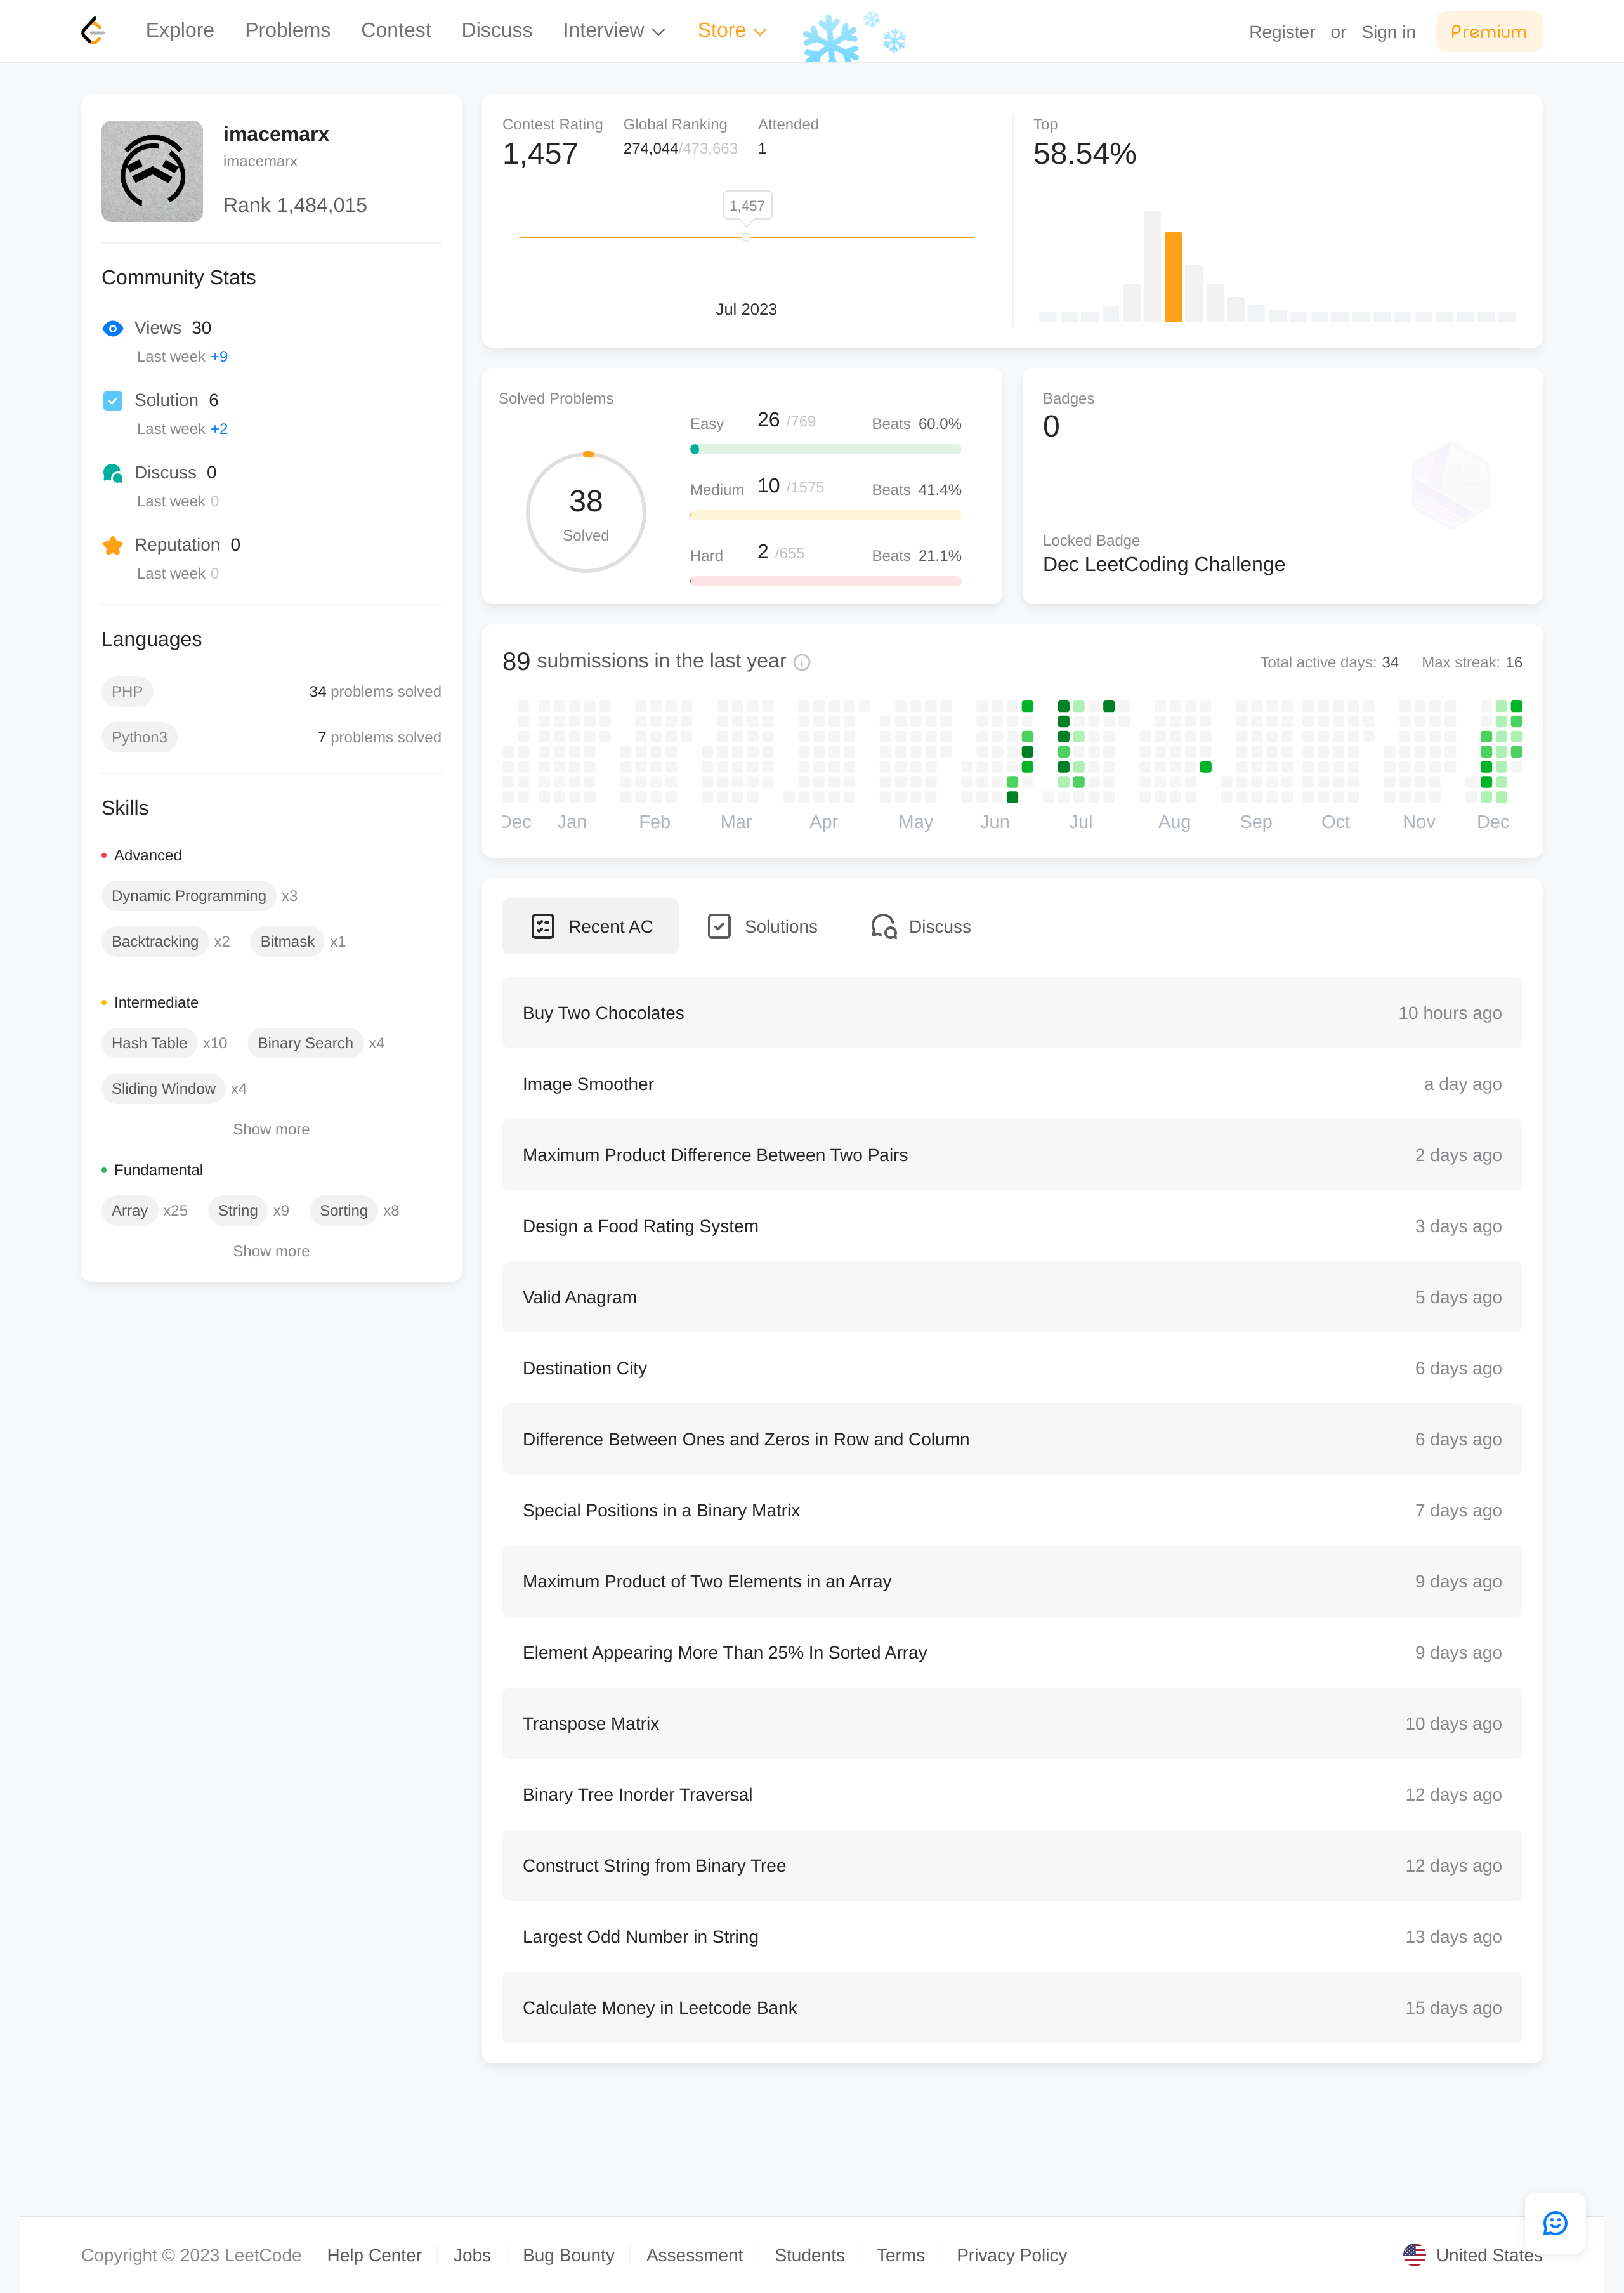 Explore Problems Contest Discuss Interview Store Register or Sign in Premium
imacemarx
imacemarx
Rank 1,484,015
Community Stats
Views 30
Last week +9
Solution 6
Last week +2
Discuss 0
Last week 0
Reputation 0
Last week 0
Languages
PHP 34 problems solved
Python3 7 problems solved
Skills
Advanced
Dynamic Programming x3
Backtracking x2 Bitmask x1
Intermediate
Hash Table x10 Binary Search x4
Sliding Window x4
Show more
Fundamental
Array x25 String x9 Sorting x8
Show more
Contest Rating Global Ranking Attended
1,457 274,044/473,663 1
1,457
Jul 2023
Top
58.54%
Solved Problems
38
Solved
Easy 26 /769 Beats 60.0%
Medium 10 /1575 Beats 41.4%
Hard 2 /655 Beats 21.1%
Badges
0
Locked Badge
Dec LeetCoding Challenge
89 submissions in the last year Total active days: 34 Max streak: 16
Dec Jan Feb Mar Apr May Jun Jul Aug Sep Oct Nov Dec
Recent AC Solutions Discuss
Buy Two Chocolates 10 hours ago
Image Smoother a day ago
Maximum Product Difference Between Two Pairs 2 days ago
Design a Food Rating System 3 days ago
Valid Anagram 5 days ago
Destination City 6 days ago
Difference Between Ones and Zeros in Row and Column 6 days ago
Special Positions in a Binary Matrix 7 days ago
Maximum Product of Two Elements in an Array 9 days ago
Element Appearing More Than 25% In Sorted Array 9 days ago
Transpose Matrix 10 days ago
Binary Tree Inorder Traversal 12 days ago
Construct String from Binary Tree 12 days ago
Largest Odd Number in String 13 days ago
Calculate Money in Leetcode Bank 15 days ago
Copyright © 2023 LeetCode Help Center Jobs Bug Bounty Assessment Students Terms Privacy Policy United States